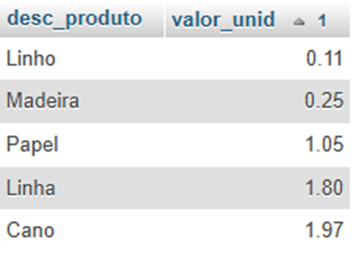 desc_produto valor_unid 1
Linho 0.11
Madeira 0.25
Papel 1.05
Linha 1.80
Cano 1.97